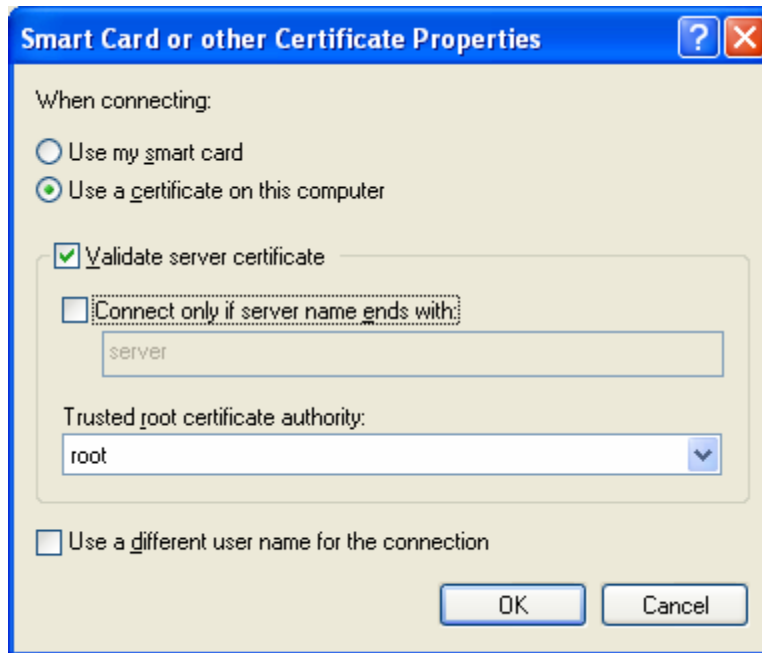 Smart Card or other Certificate Properties
When connecting:
Use my smart card
Use a certificate on this computer
Validate server certificate
Connect only if server name ends with:
server
Trusted root certificate authority:
root
Use a different user name for the connection
OK Cancel